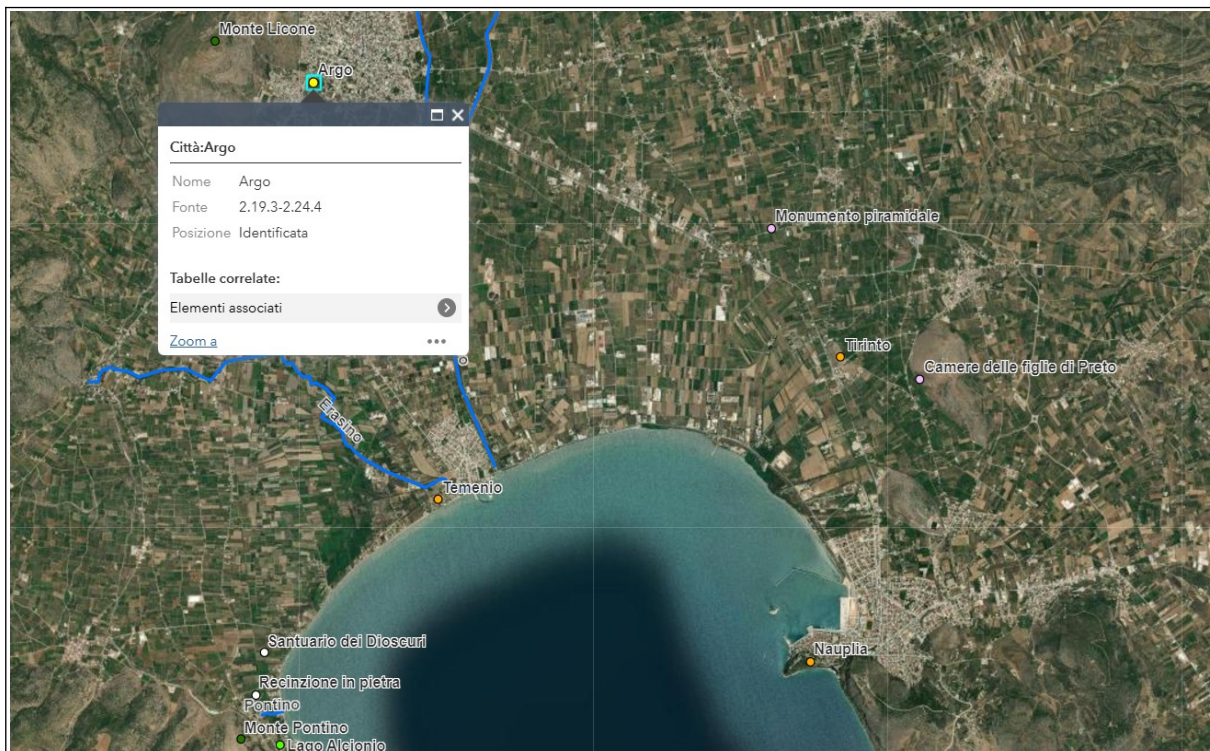 Monte Licone
Argo
Città:Argo
Nome Argo
Fonte 2.19.3-2.24.4
Posizione Identificata
Tabelle correlate:
Elementi associati
Zoom a
Monumento piramidale
Tirinto
Camere delle figlie di Preto
Erasino
Temenio
Santuario dei Dioscuri
Nauplia
Recinzione in pietra
Pontino
Monte Pontino
Lago Alcionio